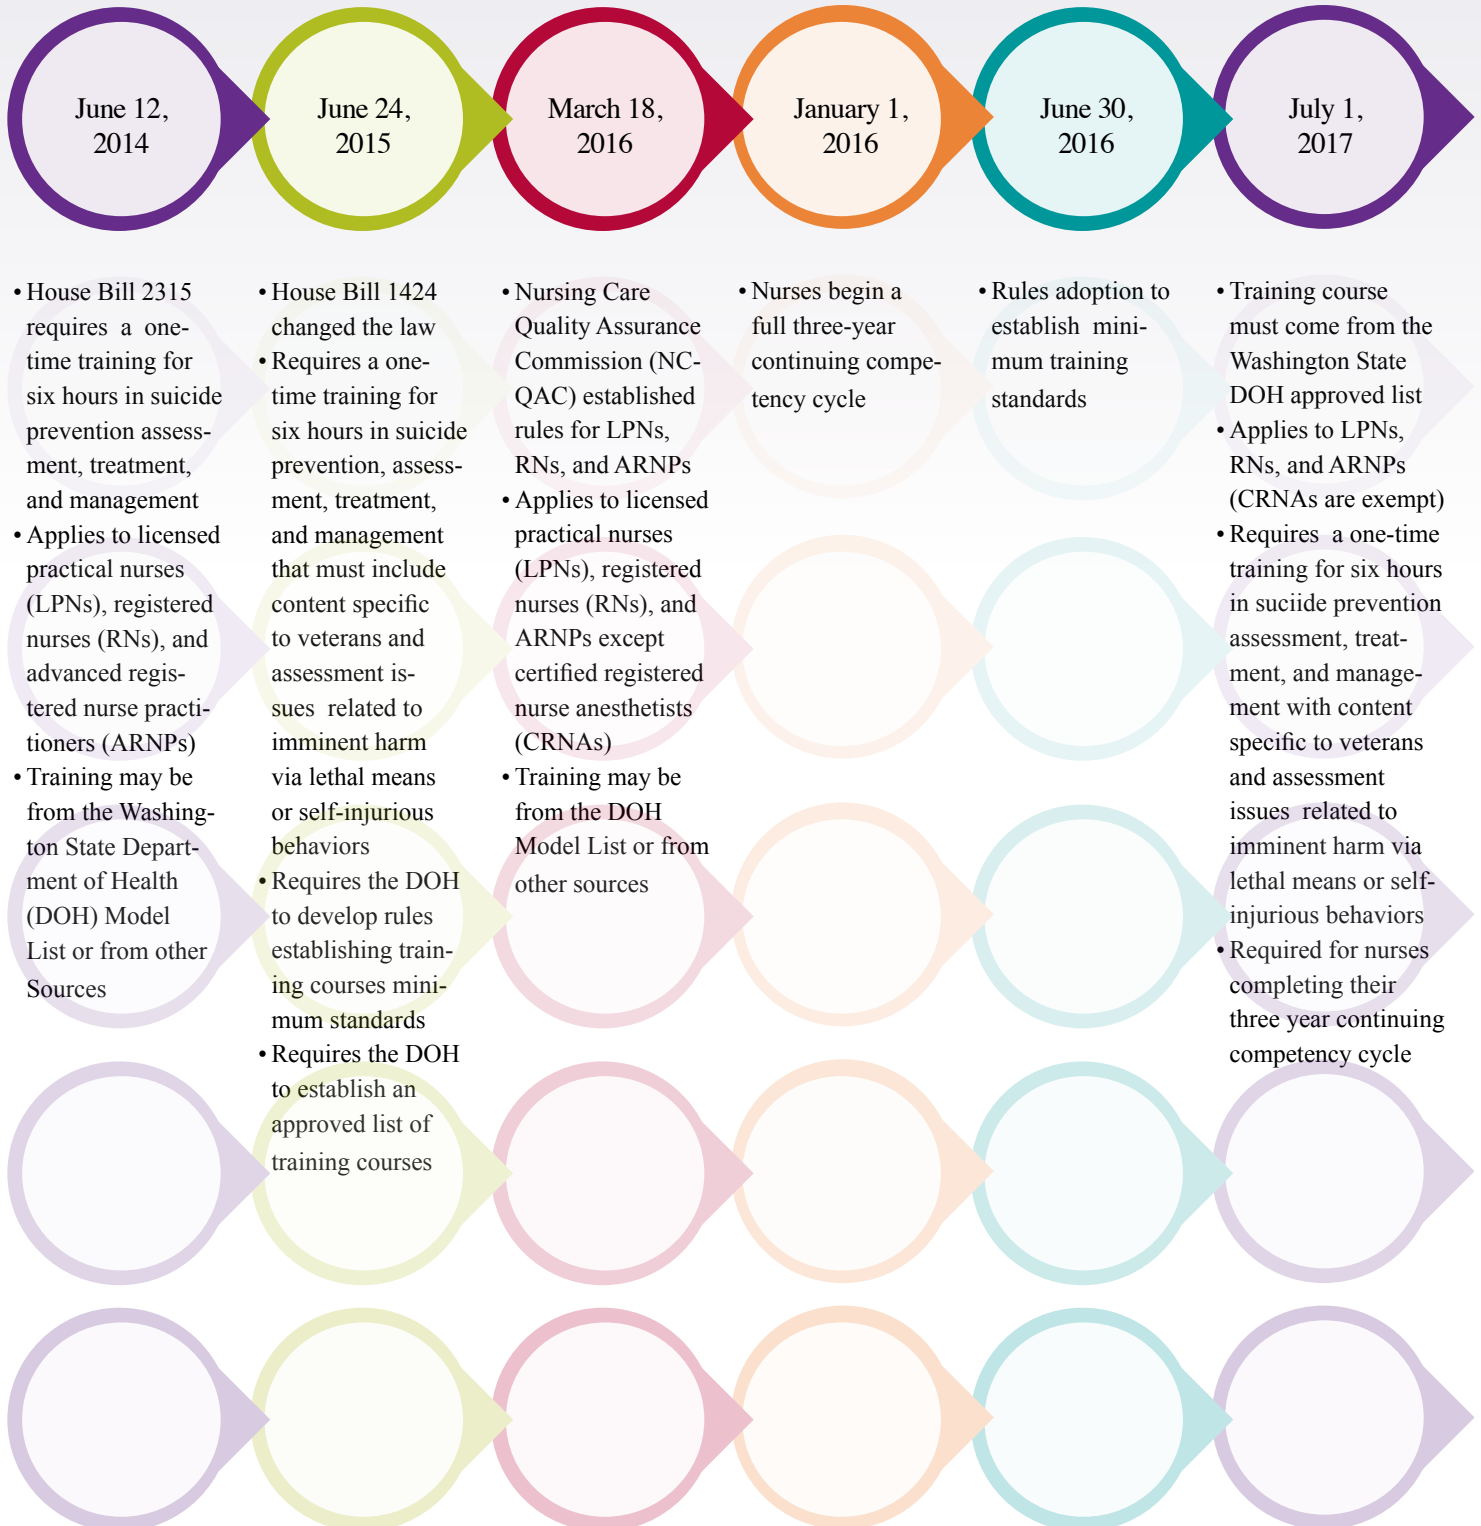 June 12,
2014
June 24,
2015
March 18,
2016
January 1,
2016
June 30,
2016
July 1,
2017
• House Bill 2315
requires a one-
time training for
six hours in suicide
prevention assess-
ment, treatment,
and management
• Applies to licensed
practical nurses
(LPNs), registered
nurses (RNs), and
advanced regis-
tered nurse practi-
tioners (ARNPs)
• Training may be
from the Washing-
ton State Depart-
ment of Health
(DOH) Model
List or from other
Sources
• House Bill 1424
changed the law
• Requires a one-
time training for
six hours in suicide
prevention, assess-
ment, treatment,
and management
that must include
content specific
to veterans and
assessment is-
sues related to
imminent harm
via lethal means
or self-injurious
behaviors
• Requires the DOH
to develop rules
establishing train-
ing courses mini-
mum standards
• Requires the DOH
to establish an
approved list of
training courses
• Nursing Care
Quality Assurance
Commission (NC-
QAC) established
rules for LPNs,
RNs, and ARNPs
• Applies to licensed
practical nurses
(LPNs), registered
nurses (RNs), and
ARNPs except
certified registered
nurse anesthetists
(CRNAs)
• Training may be
from the DOH
Model List or from
other sources
• Nurses begin a
full three-year
continuing compe-
tency cycle
• Rules adoption to
establish mini-
mum training
standards
• Training course
must come from the
Washington State
DOH approved list
• Applies to LPNs,
RNs, and ARNPs
(CRNAs are exempt)
• Requires a one-time
training for six hours
in suciide prevention
assessment, treat-
ment, and manage-
ment with content
specific to veterans
and assessment
issues related to
imminent harm via
lethal means or self-
injurious behaviors
• Required for nurses
completing their
three year continuing
competency cycle